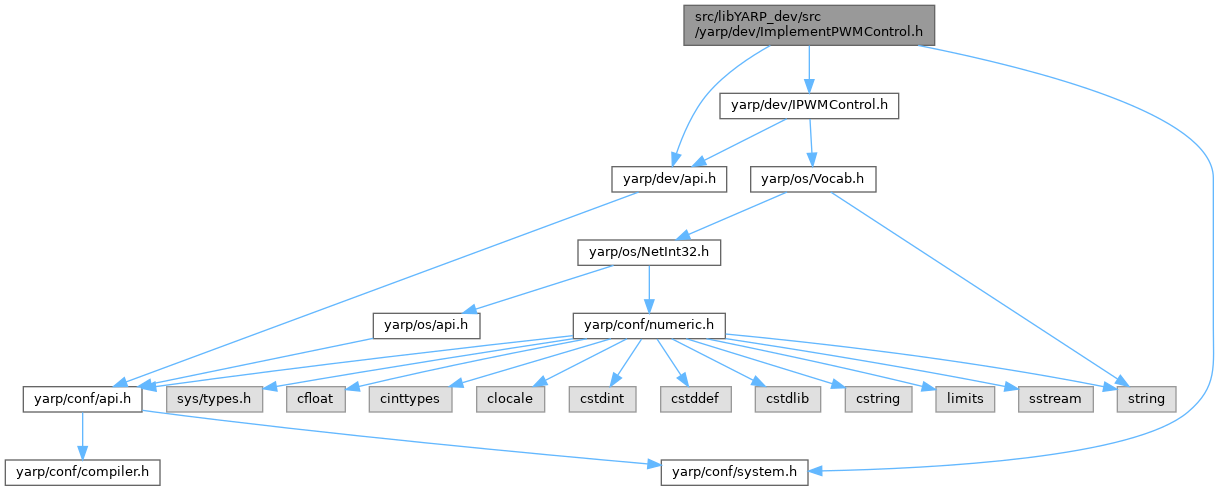 src/libYARP_dev/src
/yarp/dev/ImplementPWMControl.h
yarp/dev/IPWMControl.h
yarp/dev/api.h
yarp/os/Vocab.h
yarp/os/NetInt32.h
yarp/os/api.h
yarp/conf/numeric.h
yarp/conf/api.h
sys/types.h
cfloat
cinttypes
clocale
cstdint
cstddef
cstdlib
cstring
limits
sstream
string
yarp/conf/compiler.h
yarp/conf/system.h